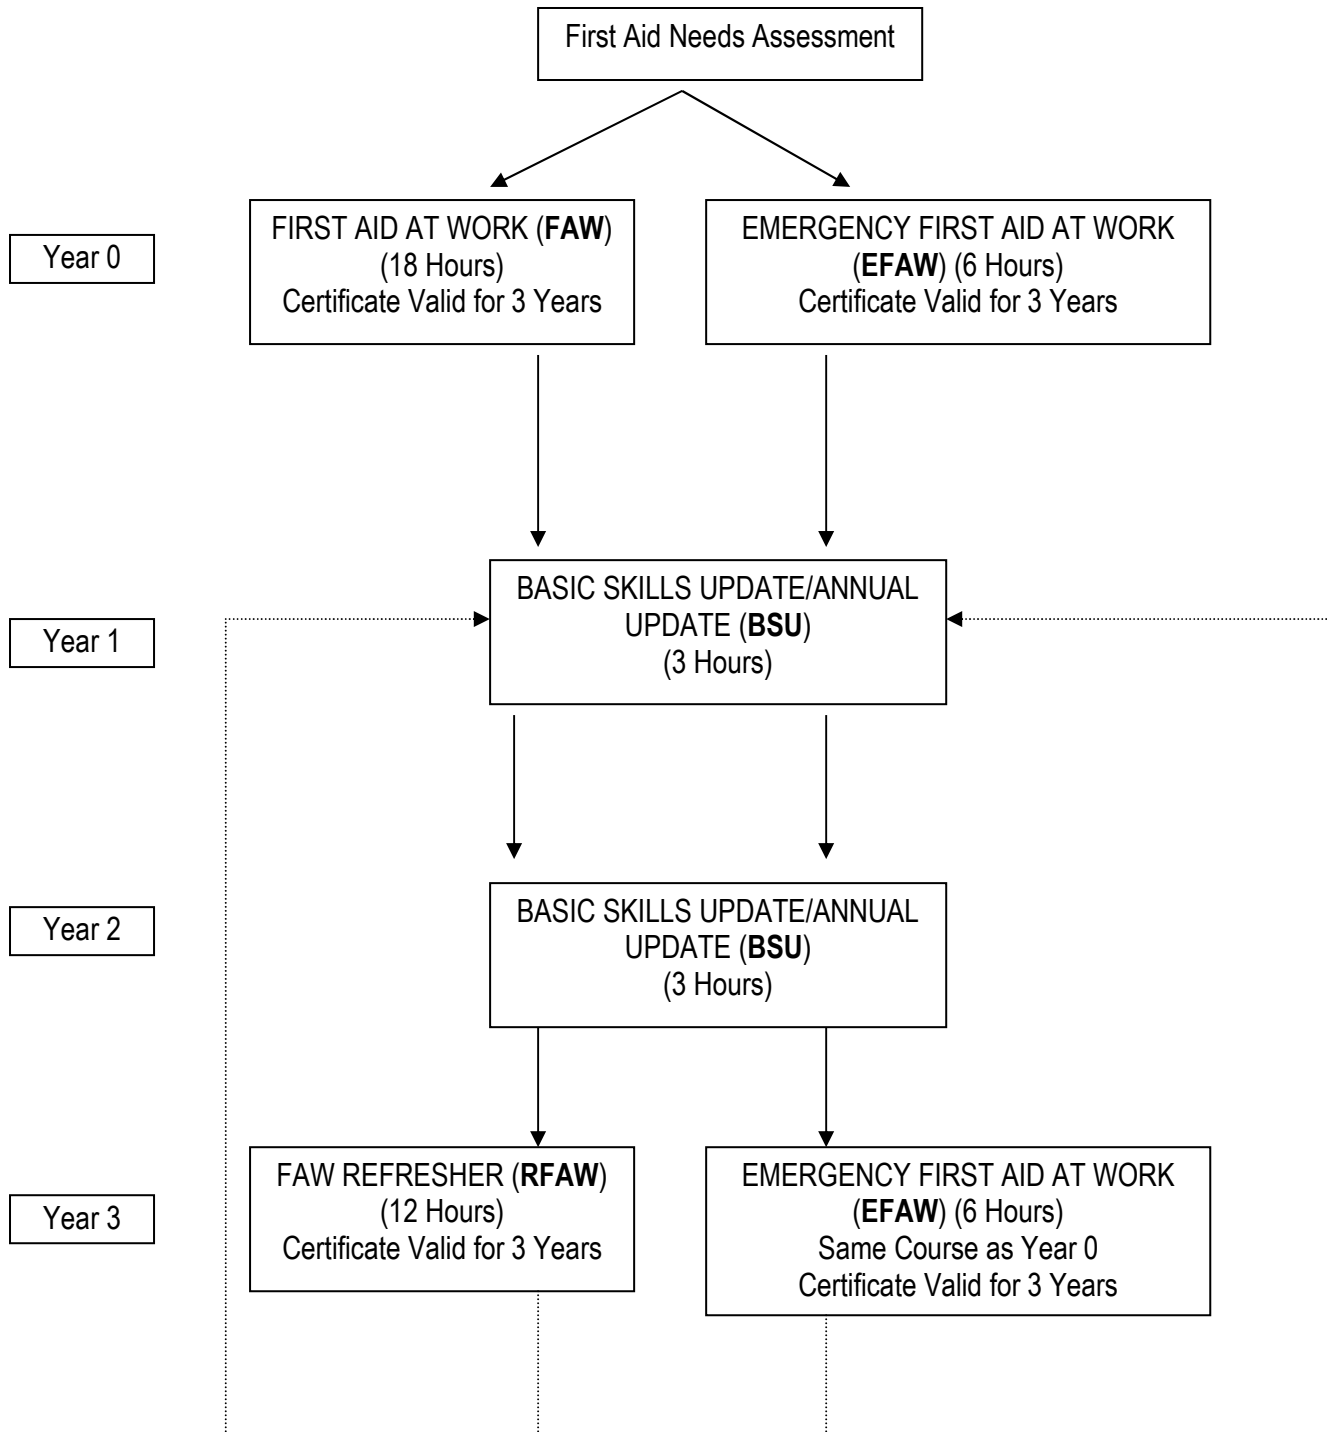 First Aid Needs Assessment
Year 0
FIRST AID AT WORK (FAW)
(18 Hours)
Certificate Valid for 3 Years
EMERGENCY FIRST AID AT WORK
(EFAW) (6 Hours)
Certificate Valid for 3 Years
Year 1
BASIC SKILLS UPDATE/ANNUAL
UPDATE (BSU)
(3 Hours)
Year 2
BASIC SKILLS UPDATE/ANNUAL
UPDATE (BSU)
(3 Hours)
Year 3
FAW REFRESHER (RFAW)
(12 Hours)
Certificate Valid for 3 Years
EMERGENCY FIRST AID AT WORK
(EFAW) (6 Hours)
Same Course as Year 0
Certificate Valid for 3 Years